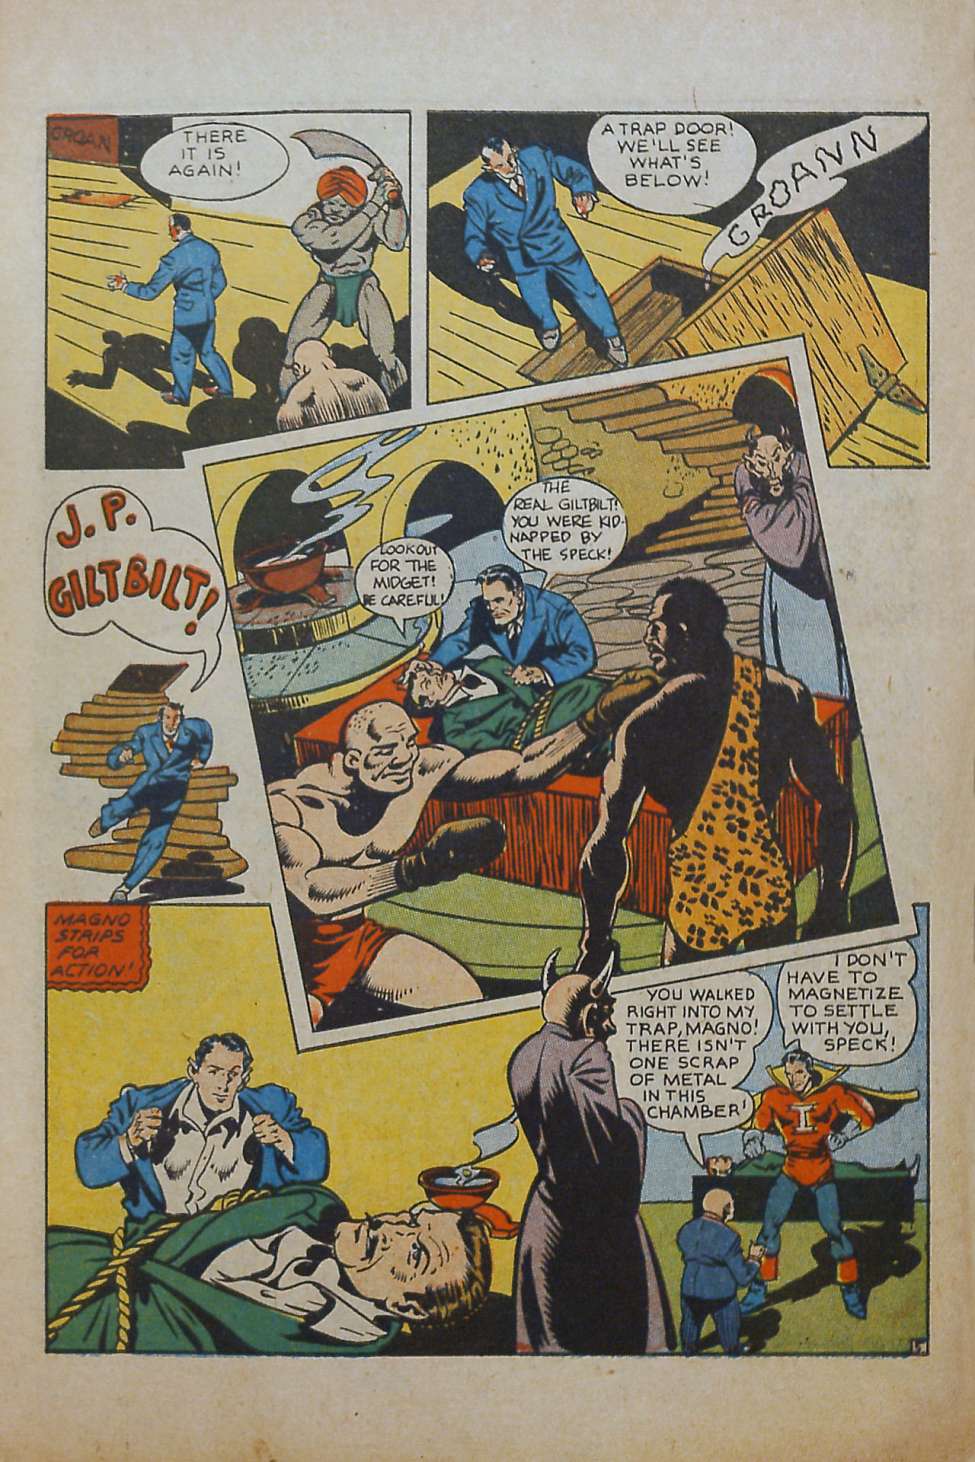 GROAN
THERE
IT IS
AGAIN!
A TRAP DOOR!
WE'LL SEE
WHAT'S
BELOW!
GROANN
J.P.
GILTBILT!
LOOKOUT
FOR THE
MIDGET!
BE CAREFUL!
THE
REAL GILTBILT!
YOU WERE KID-
NAPPED BY
THE SPECK!
MAGNO
STRIPS
FOR
ACTION!
YOU WALKED
RIGHT INTO MY
TRAP, MAGNO!
THERE ISN'T
ONE SCRAP
OF METAL
IN THIS
CHAMBER!
I DON'T
HAVE TO
MAGNETIZE
TO SETTLE
WITH YOU,
SPECK!
I